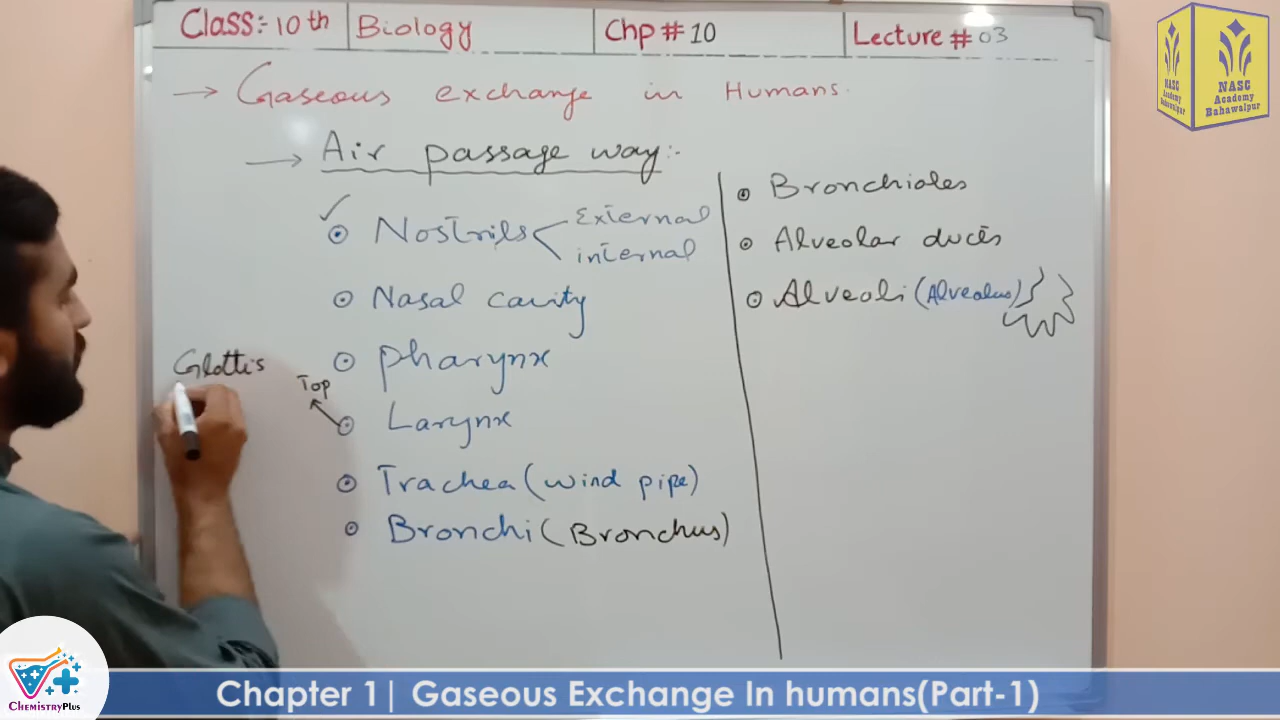 Class: 10th Biology Chp # 10 Lecture # 03
NASC
Academy
Bahawalpur
→ Gaseous exchange in Humans.
→ Air passage way:-
✓
⊙ Nostrils < External
internal
⊙ Nasal cavity
⊙ Pharynx
Glottis
Top
⊙ Larynx
⊙ Trachea (wind pipe)
⊙ Bronchi (Bronchus)
⊙ Bronchioles
⊙ Alveolar ducts
⊙ Alveoli (Alveolus)
ChemistryPlus
Chapter 1| Gaseous Exchange In humans(Part-1)